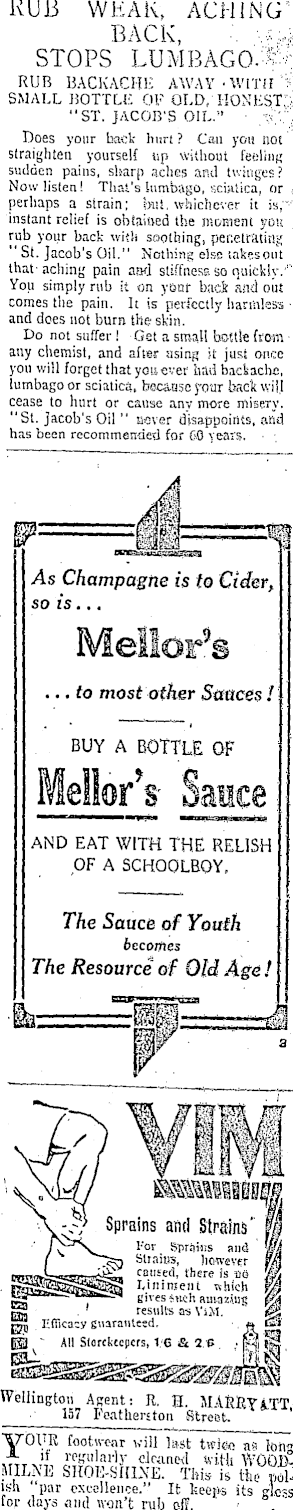 RUB WEAK, ACHING
BACK,
STOPS LUMBAGO.
RUB BACKACHE AWAY WITH
SMALL BOTTLE OF OLD, HONEST
"ST. JACOB'S OIL."
Does your back hurt? Can you not
straighten yourself up without feeling
sudden pains, sharp aches and twinges?
Now listen! That's lumbago, sciatica, or
perhaps a strain; but whichever it is,
instant relief is obtained the moment you
rub your back with soothing, penetrating
"St. Jacob's Oil." Nothing else takes out
that aching pain and stiffness so quickly.
You simply rub it on your back and out
comes the pain. It is perfectly harmless
and does not burn the skin.
Do not suffer! Get a small bottle from
any chemist, and after using it just once
you will forget that you ever had backache,
lumbago or sciatica, because your back will
cease to hurt or cause any more misery.
"St. Jacob's Oil" never disappoints, and
has been recommended for 60 years.
As Champagne is to Cider,
so is...
Mellor's
...to most other Sauces!
BUY A BOTTLE OF
Mellor's Sauce
AND EAT WITH THE RELISH
OF A SCHOOLBOY.
The Sauce of Youth
becomes
The Resource of Old Age!
3
VIM
Sprains and Strains
For Sprains and
Strains, however
caused, there is no
Liniment which
gives such amazing
results as VIM.
Efficacy guaranteed.
All Storekeepers, 1/6 & 2/6
Wellington Agent: R. H. MARRYATT,
157 Featherston Street.
YOUR footwear will last twice as long
if regularly cleaned with WOOD-
MILNE SHOE-SHINE. This is the pol-
ish "par excellence." It keeps its gloss
for days and won't rub off.